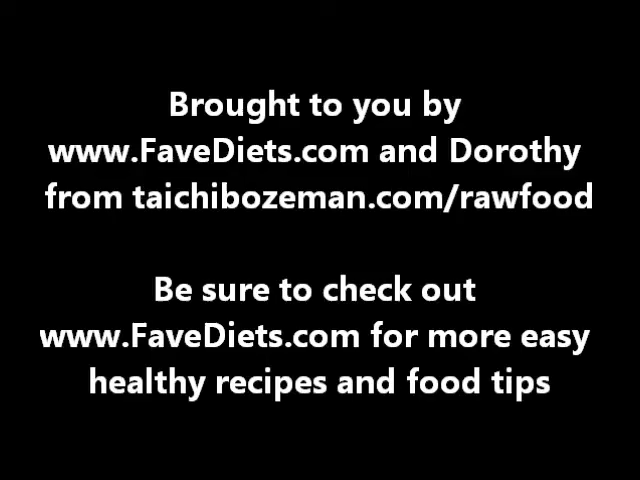 Brought to you by
www.FaveDiets.com and Dorothy
from taichibozeman.com/rawfood
Be sure to check out
www.FaveDiets.com for more easy
healthy recipes and food tips